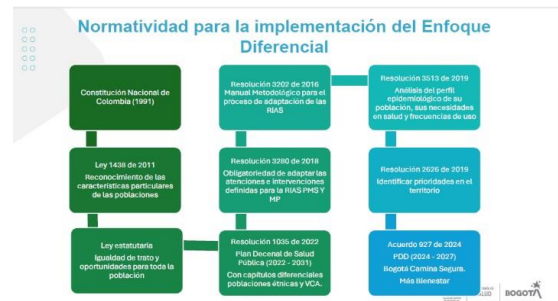 Normatividad para la implementación del Enfoque
Diferencial
Constitución Nacional de
Colombia (1991)
Ley 1438 de 2011
Reconocimiento de las
características particulares
de las poblaciones
Ley estatutaria
Igualdad de trato y
oportunidades para toda la
población
Resolución 1035 de 2022
Plan Decenal de Salud
Pública (2022 - 2031)
Con capítulos diferenciales
poblaciones étnicas y VCA.
Resolución 3280 de 2018
Obligatoriedad de adaptar las
atenciones e intervenciones
definidas para la RIAS PMS Y
MP
Resolución 3202 de 2016
Manual Metodológico para el
proceso de adaptación de las
RIAS
Resolución 3513 de 2019
Análisis del perfil
epidemiológico de su
población, sus necesidades
en salud y frecuencias de uso
Resolución 2626 de 2019
Identificar prioridades en el
territorio
Acuerdo 927 de 2024
PDD (2024 - 2027)
Bogotá Camina Segura.
Más Bienestar
BOGOTÁ